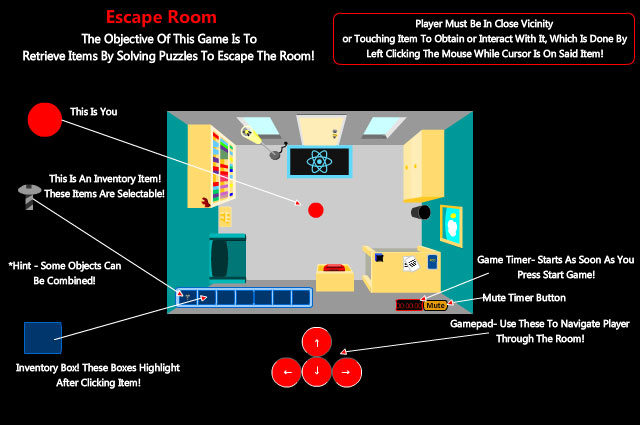 Escape Room
The Objective Of This Game Is To
Retrieve Items By Solving Puzzles To Escape The Room!
Player Must Be In Close Vicinity
or Touching Item To Obtain or Interact With It, Which Is Done By
Left Clicking The Mouse While Cursor Is On Said Item!
This Is You
This Is An Inventory Item!
These Items Are Selectable!
*Hint - Some Objects Can
Be Combined!
Game Timer- Starts As Soon As You
Press Start Game!
Mute
Mute Timer Button
Gamepad- Use These To Navigate Player
Through The Room!
Inventory Box! These Boxes Highlight
After Clicking Item!